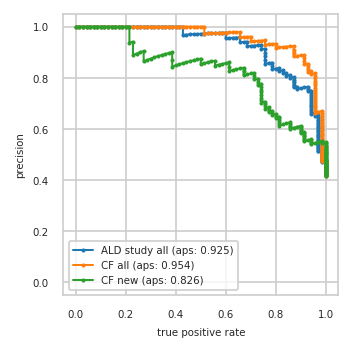 1.0
0.8
0.6
0.4
0.2
0.0
precision
ALD study all (aps: 0.925)
CF all (aps: 0.954)
CF new (aps: 0.826)
0.0 0.2 0.4 0.6 0.8 1.0
true positive rate